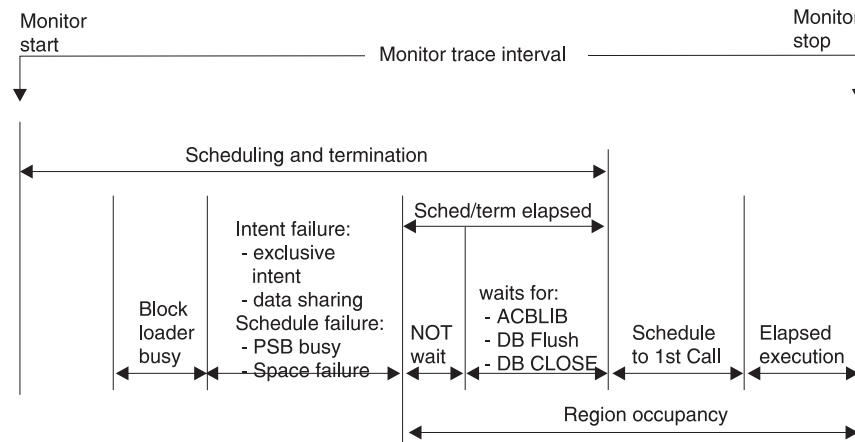 Monitor
start
Monitor
stop
Monitor trace interval
Scheduling and termination
Sched/term elapsed
Intent failure:
- exclusive
intent
- data sharing
Schedule failure:
- PSB busy
- Space failure
Block
loader
busy
NOT
wait
waits for:
- ACBLIB
- DB Flush
- DB CLOSE
Schedule
to 1st Call
Elapsed
execution
Region occupancy